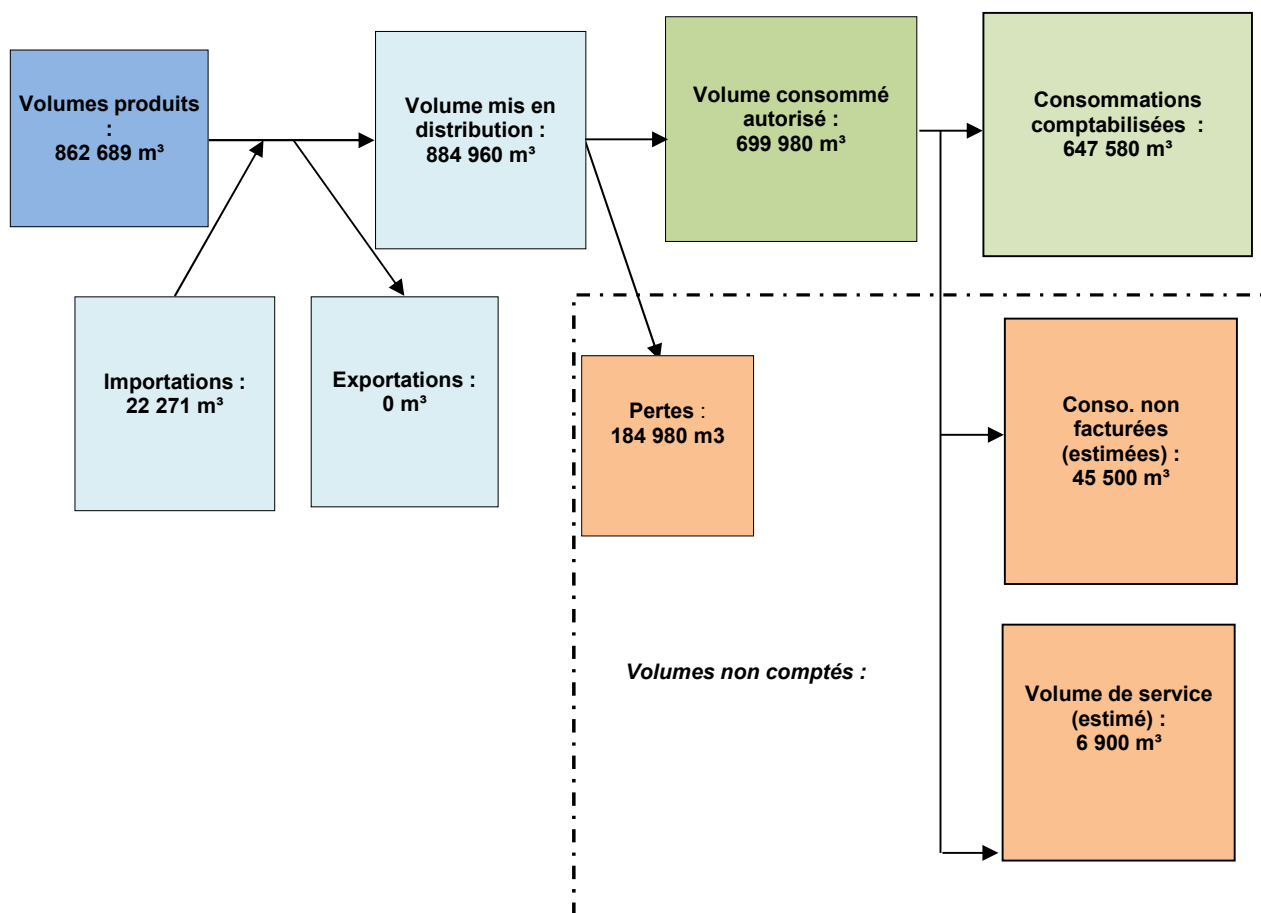 Volumes produits
:
862 689 m³
Volume mis en
distribution :
884 960 m³
Volume consommé
autorisé :
699 980 m³
Consommations
comptabilisées :
647 580 m³
Importations :
22 271 m³
Exportations :
0 m³
Pertes :
184 980 m3
Conso. non
facturées
(estimées) :
45 500 m³
Volumes non comptés :
Volume de service
(estimé) :
6 900 m³